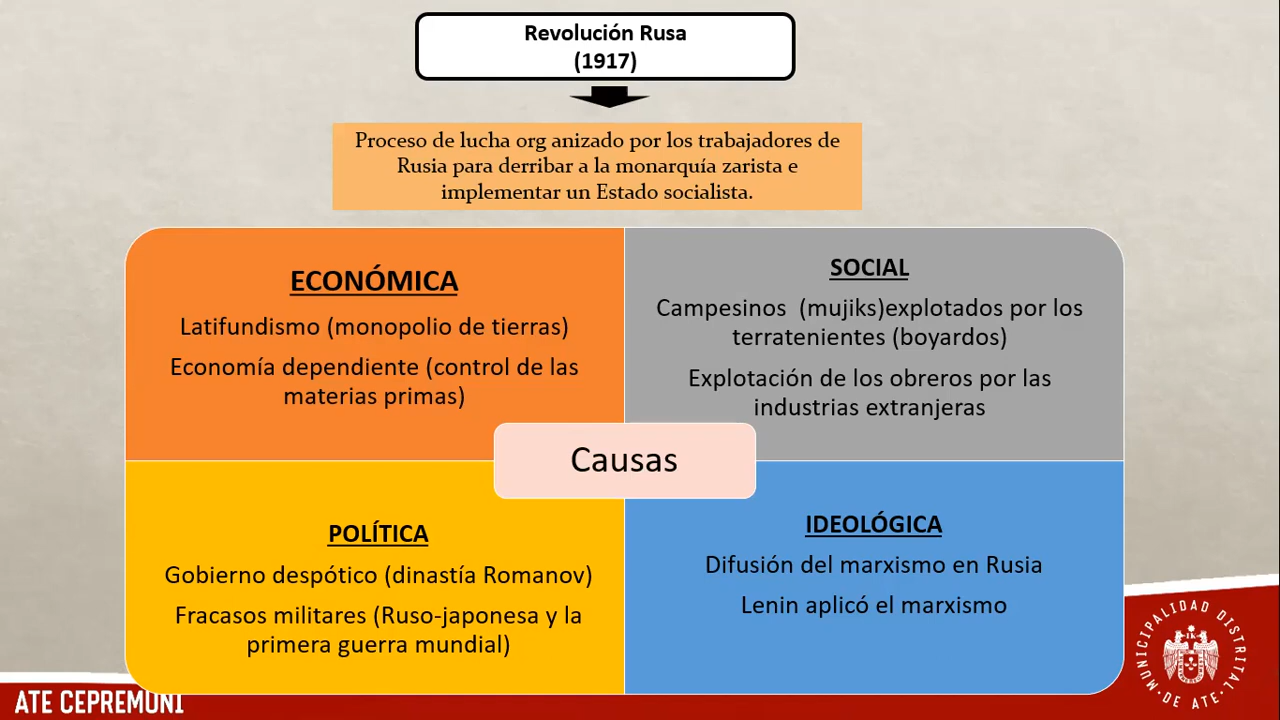 Revolución Rusa
(1917)
Proceso de lucha org anizado por los trabajadores de
Rusia para derribar a la monarquía zarista e
implementar un Estado socialista.
ECONÓMICA
Latifundismo (monopolio de tierras)
Economía dependiente (control de las
materias primas)
SOCIAL
Campesinos  (mujiks)explotados por los
terratenientes (boyardos)
Explotación de los obreros por las
industrias extranjeras
Causas
POLÍTICA
Gobierno despótico (dinastía Romanov)
Fracasos militares (Ruso-japonesa y la
primera guerra mundial)
IDEOLÓGICA
Difusión del marxismo en Rusia
Lenin aplicó el marxismo
ATE CEPREMUNI
MUNICIPALIDAD DISTRITAL
DE ATE